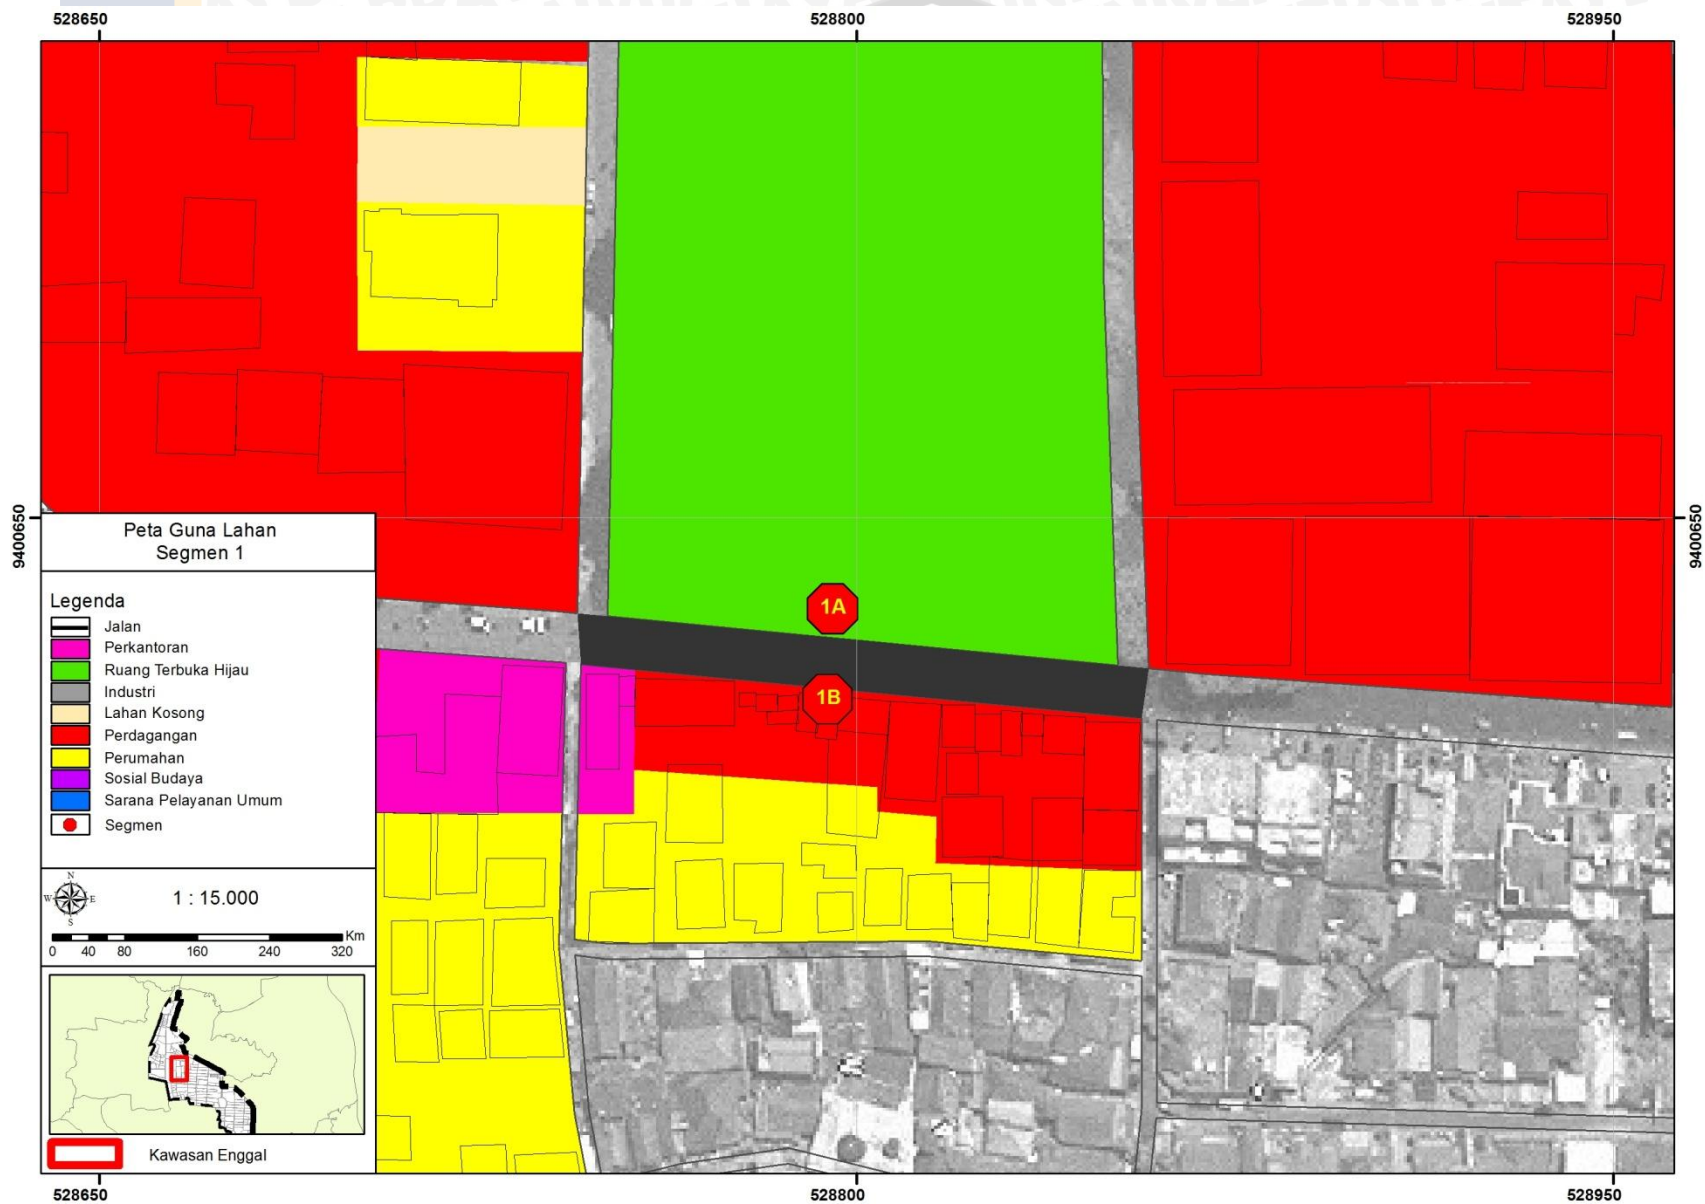 528650 528800 528950
9400650 9400650
1A
1B
Peta Guna Lahan
Segmen 1
Legenda
Jalan
Perkantoran
Ruang Terbuka Hijau
Industri
Lahan Kosong
Perdagangan
Perumahan
Sosial Budaya
Sarana Pelayanan Umum
Segmen
N
W E
S
1 : 15.000
Km
0 40 80 160 240 320
Kawasan Enggal
528650 528800 528950